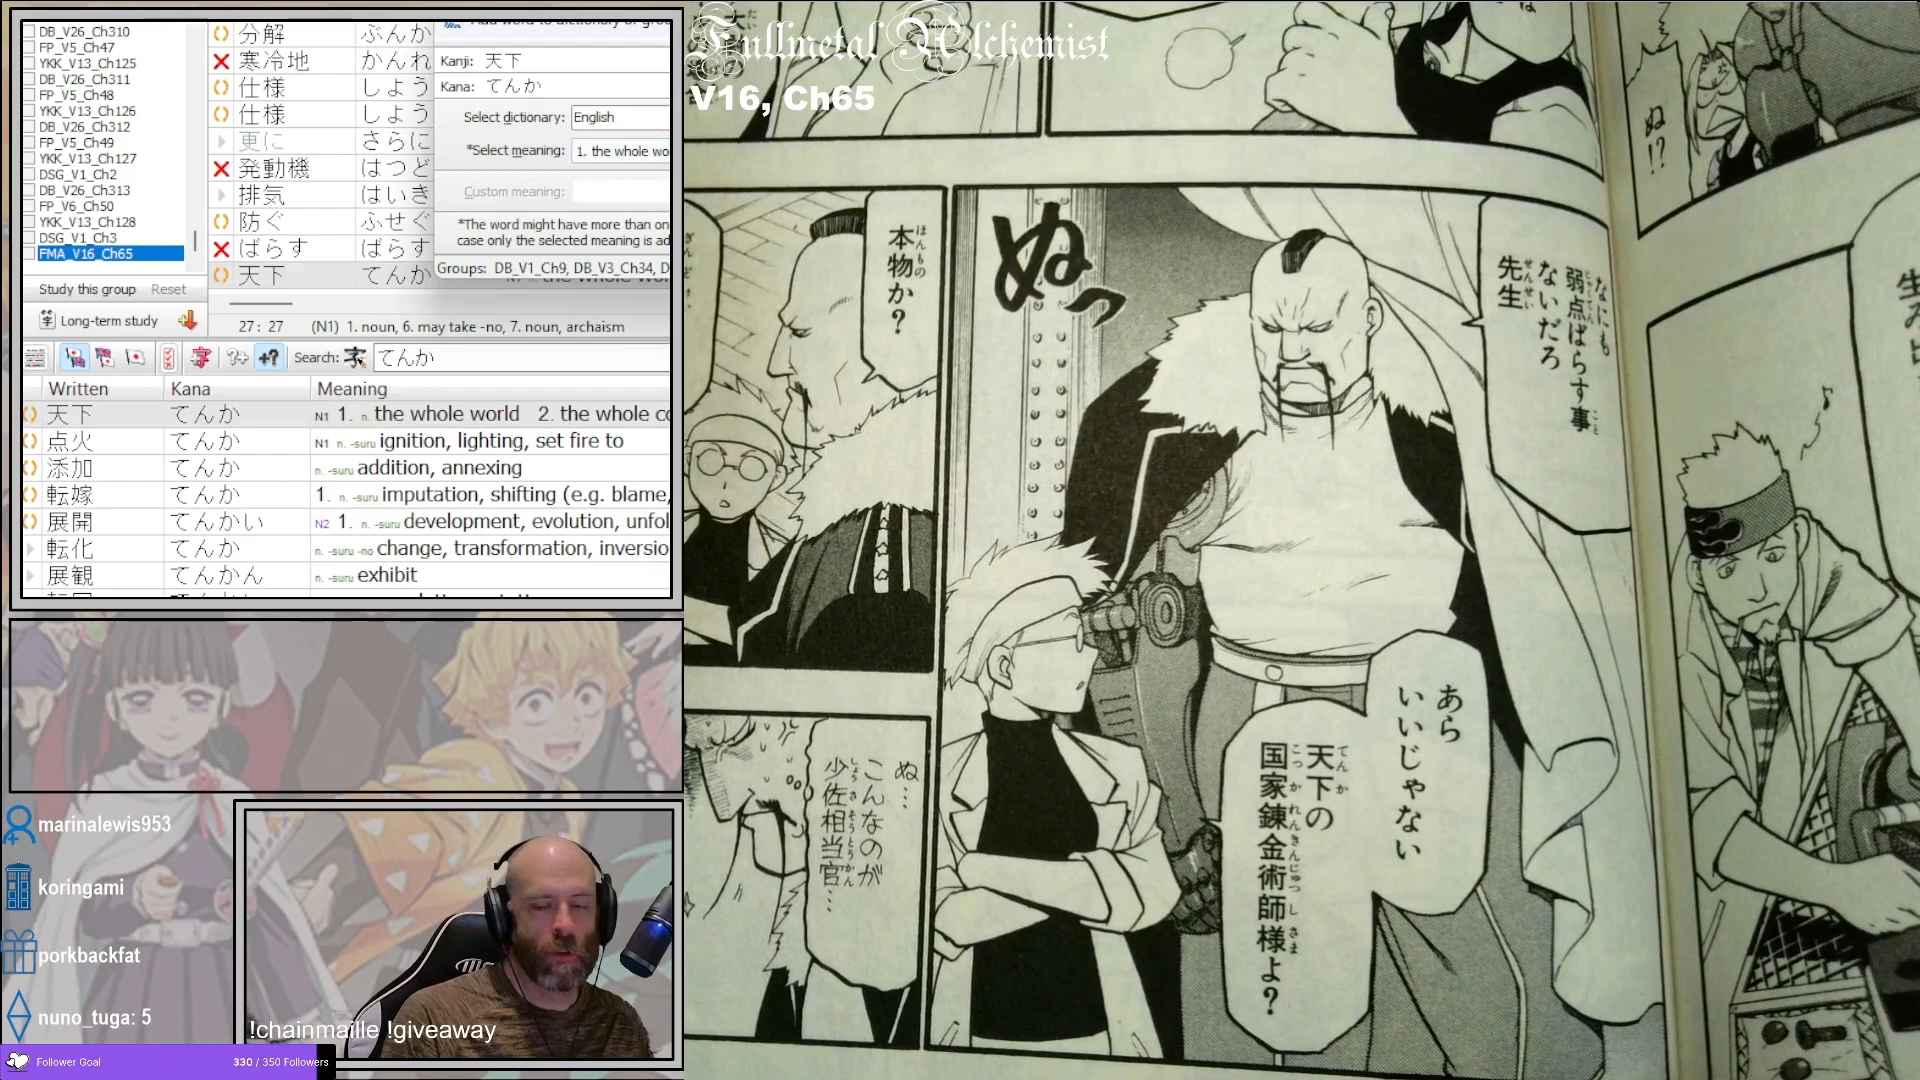 DB_V26_Ch310
FP_V5_Ch47
YKK_V13_Ch125
DB_V26_Ch311
FP_V5_Ch48
YKK_V13_Ch126
DB_V26_Ch312
FP_V5_Ch49
YKK_V13_Ch127
DSG_V1_Ch2
DB_V26_Ch313
FP_V6_Ch50
YKK_V13_Ch128
DSG_V1_Ch3
FMA_V16_Ch65
Study this group Reset
Long-term study
分解 ぶんか
寒冷地 かんれ
仕様 しよう
仕様 しよう
更に さらに
発動機 はつど
排気 はいき
防ぐ ふせぐ
ばらす ばらす
天下 てんか
Kanji: 天下
Kana: てんか
Select dictionary: English
*Select meaning: 1. the whole wo
Custom meaning:
*The word might have more than on
case only the selected meaning is ad
Groups: DB_V1_Ch9, DB_V3_Ch34, D
27: 27 (N1) 1. noun, 6. may take -no, 7. noun, archaism
Search: てんか
Written Kana Meaning
天下 てんか N1 1. n. the whole world 2. the whole co
点火 てんか N1 n. -suru ignition, lighting, set fire to
添加 てんか n. -suru addition, annexing
転嫁 てんか 1. n. -suru imputation, shifting (e.g. blame,
展開 てんかい N2 1. n. -suru development, evolution, unfol
転化 てんか n. -suru -no change, transformation, inversio
展観 てんかん n. -suru exhibit
marinalewis953
koringami
porkbackfat
nuno_tuga: 5
!chainmaille !giveaway
Follower Goal 330 / 350 Followers
Fullmetal Alchemist
V16, Ch65
ぬ!?
なにも
弱点ばらす事
ないだろ
先生
ぬっ
本物か?
あら
いいじゃない
天下の
国家錬金術師様よ?
ぬ…
こんなのが
少佐相当官…